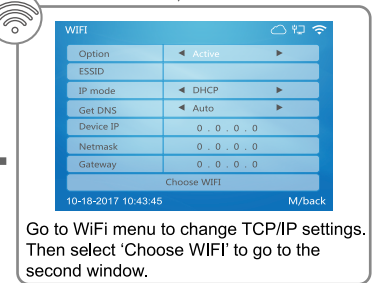 WIFI
Option ◄ Active ►
ESSID
IP mode ◄ DHCP ►
Get DNS ◄ Auto ►
Device IP 0 . 0 . 0 . 0
Netmask 0 . 0 . 0 . 0
Gateway 0 . 0 . 0 . 0
Choose WIFI
10-18-2017 10:43:45 M/back
Go to WiFi menu to change TCP/IP settings.
Then select ‘Choose WIFI’ to go to the
second window.